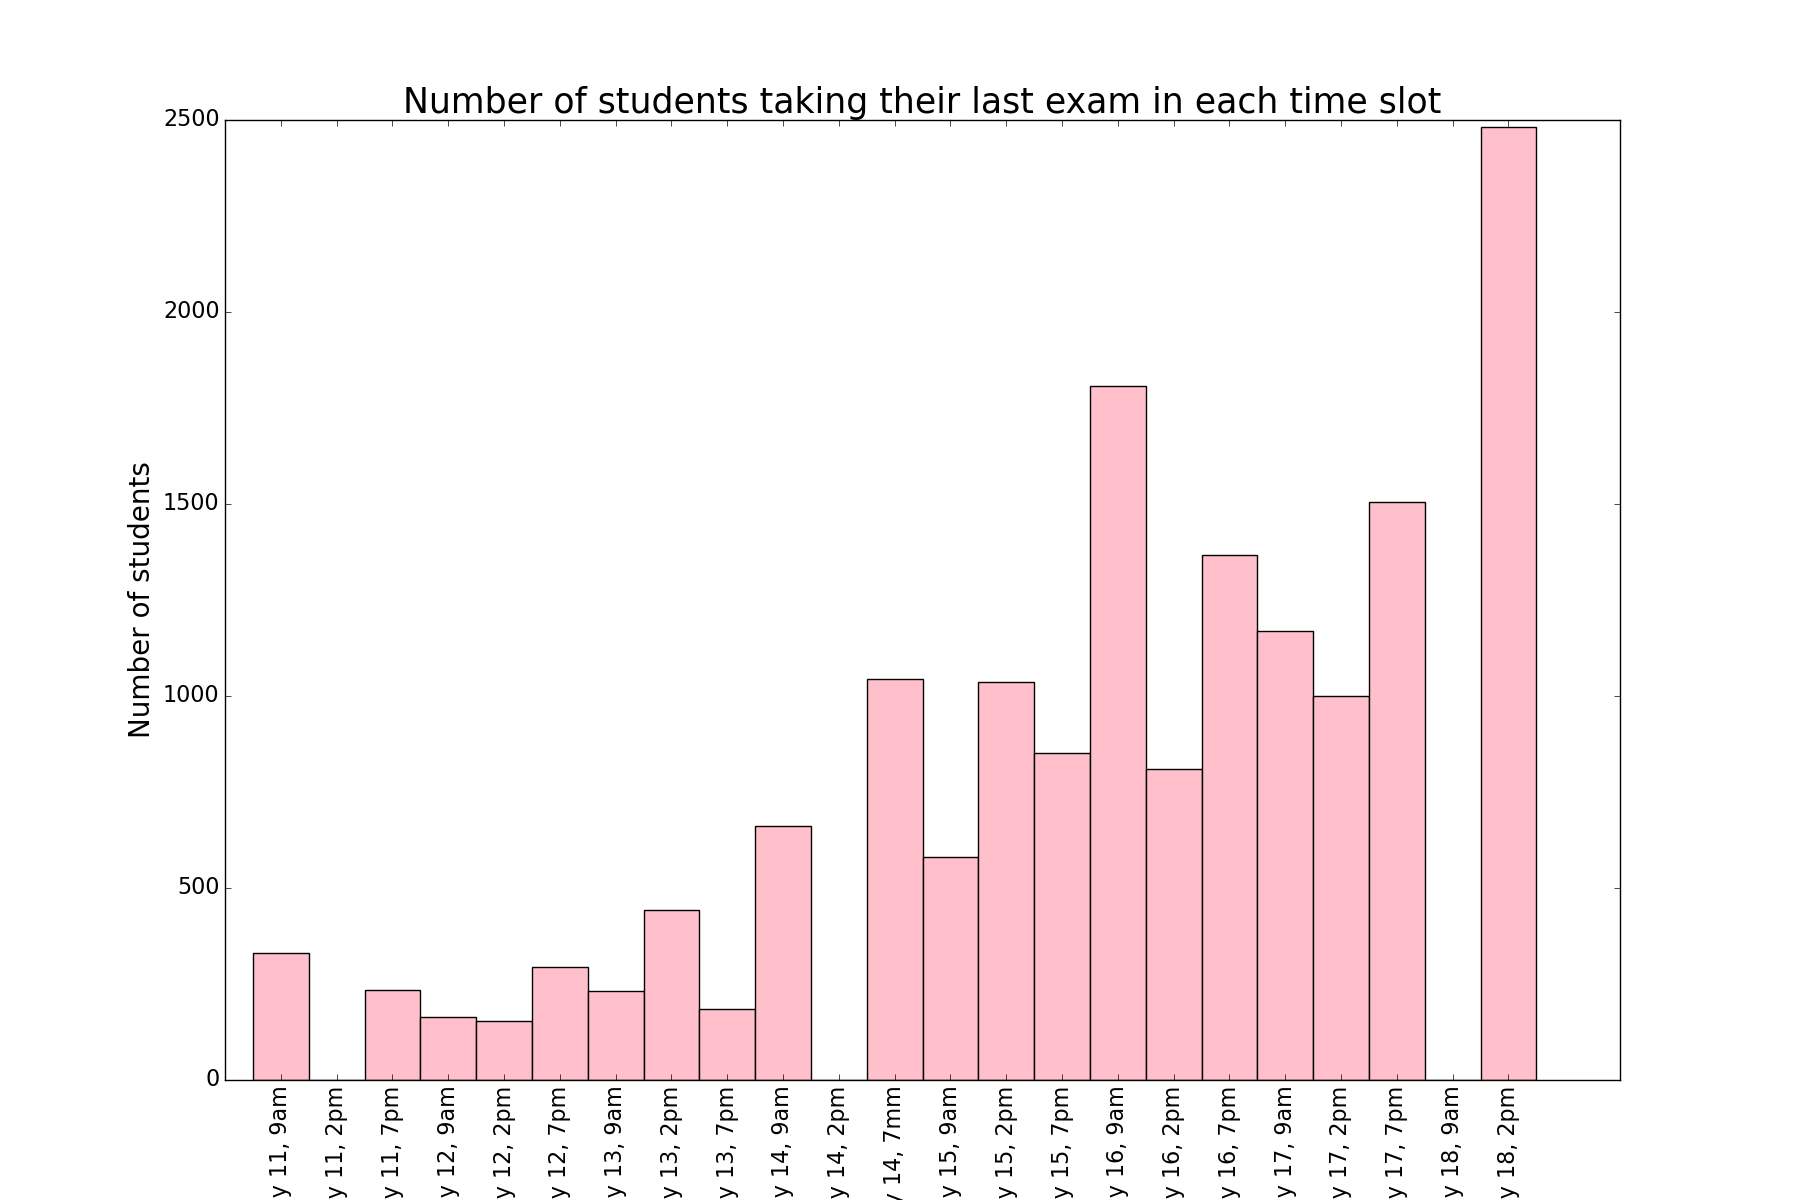 Number of students taking their last exam in each time slot
Number of students
2500
2000
1500
1000
500
0
y 11, 9am
y 11, 2pm
y 11, 7pm
y 12, 9am
y 12, 2pm
y 12, 7pm
y 13, 9am
y 13, 2pm
y 13, 7pm
y 14, 9am
y 14, 2pm
y 14, 7mm
y 15, 9am
y 15, 2pm
y 15, 7pm
y 16, 9am
y 16, 2pm
y 16, 7pm
y 17, 9am
y 17, 2pm
y 17, 7pm
y 18, 9am
y 18, 2pm